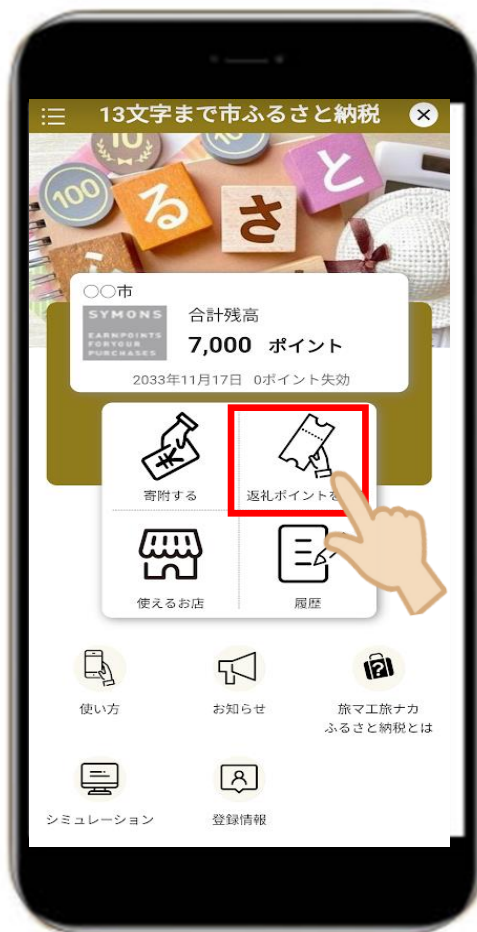 13文字まで市ふるさと納税
10
100
る
さ
と
〇〇市
SYMONS
EARNPOINTS
FORYOUR
PURCHASES
合計残高
7,000 ポイント
2033年11月17日 0ポイント失効
寄附する
返礼ポイントを
使えるお店
履歴
使い方
お知らせ
旅マエ旅ナカ
ふるさと納税とは
シミュレーション
登録情報